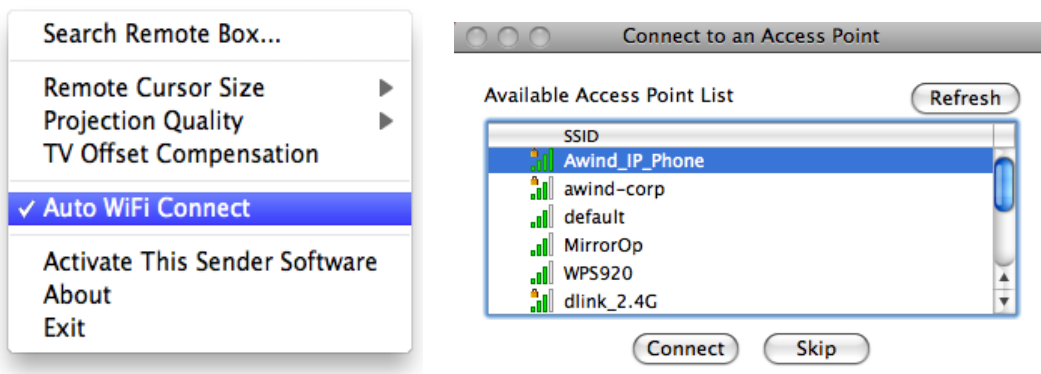 Search Remote Box...
Remote Cursor Size
Projection Quality
TV Offset Compensation
✓ Auto WiFi Connect
Activate This Sender Software
About
Exit
Connect to an Access Point
Available Access Point List
Refresh
SSID
Awind_IP_Phone
awind-corp
default
MirrorOp
WPS920
dlink_2.4G
Connect
Skip